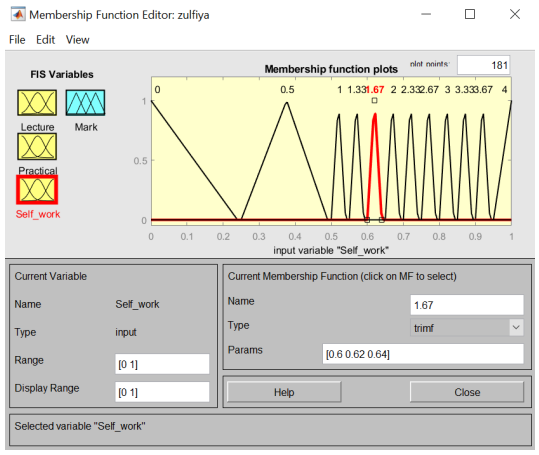 Membership Function Editor: zulfiya
File Edit View
FIS Variables
Lecture
Mark
Practical
Self_work
Membership function plots
plot points:
181
0 0.5 1 1.33 1.67 2 2.33 2.67 3 3.33 3.67 4
1
0.5
0
0 0.1 0.2 0.3 0.4 0.5 0.6 0.7 0.8 0.9 1
input variable "Self_work"
Current Variable
Name Self_work
Type input
Range [0 1]
Display Range [0 1]
Current Membership Function (click on MF to select)
Name 1.67
Type trimf
Params [0.6 0.62 0.64]
Help Close
Selected variable "Self_work"